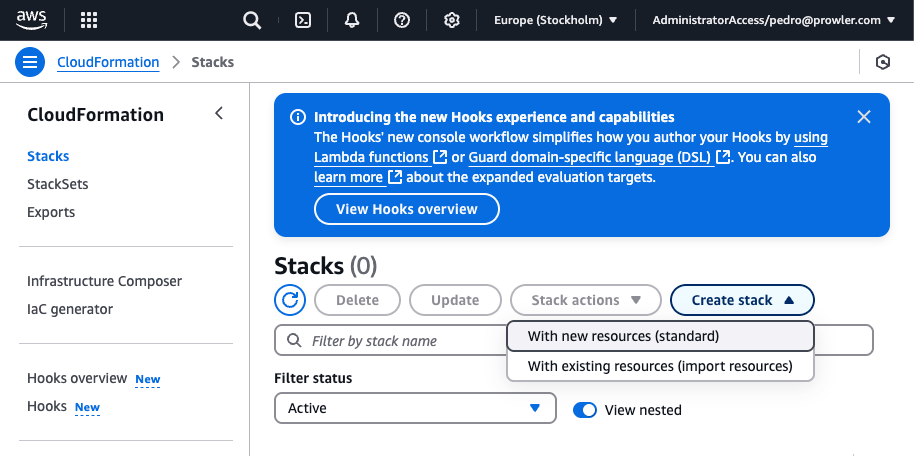 aws
Europe (Stockholm)
AdministratorAccess/pedro@prowler.com
CloudFormation > Stacks
CloudFormation
Stacks
StackSets
Exports
Infrastructure Composer
IaC generator
Hooks overview New
Hooks New
Introducing the new Hooks experience and capabilities
The Hooks' new console workflow simplifies how you author your Hooks by using
Lambda functions or Guard domain-specific language (DSL). You can also
learn more about the expanded evaluation targets.
View Hooks overview
Stacks (0)
Delete Update Stack actions Create stack
With new resources (standard)
With existing resources (import resources)
Filter by stack name
Filter status
Active
View nested